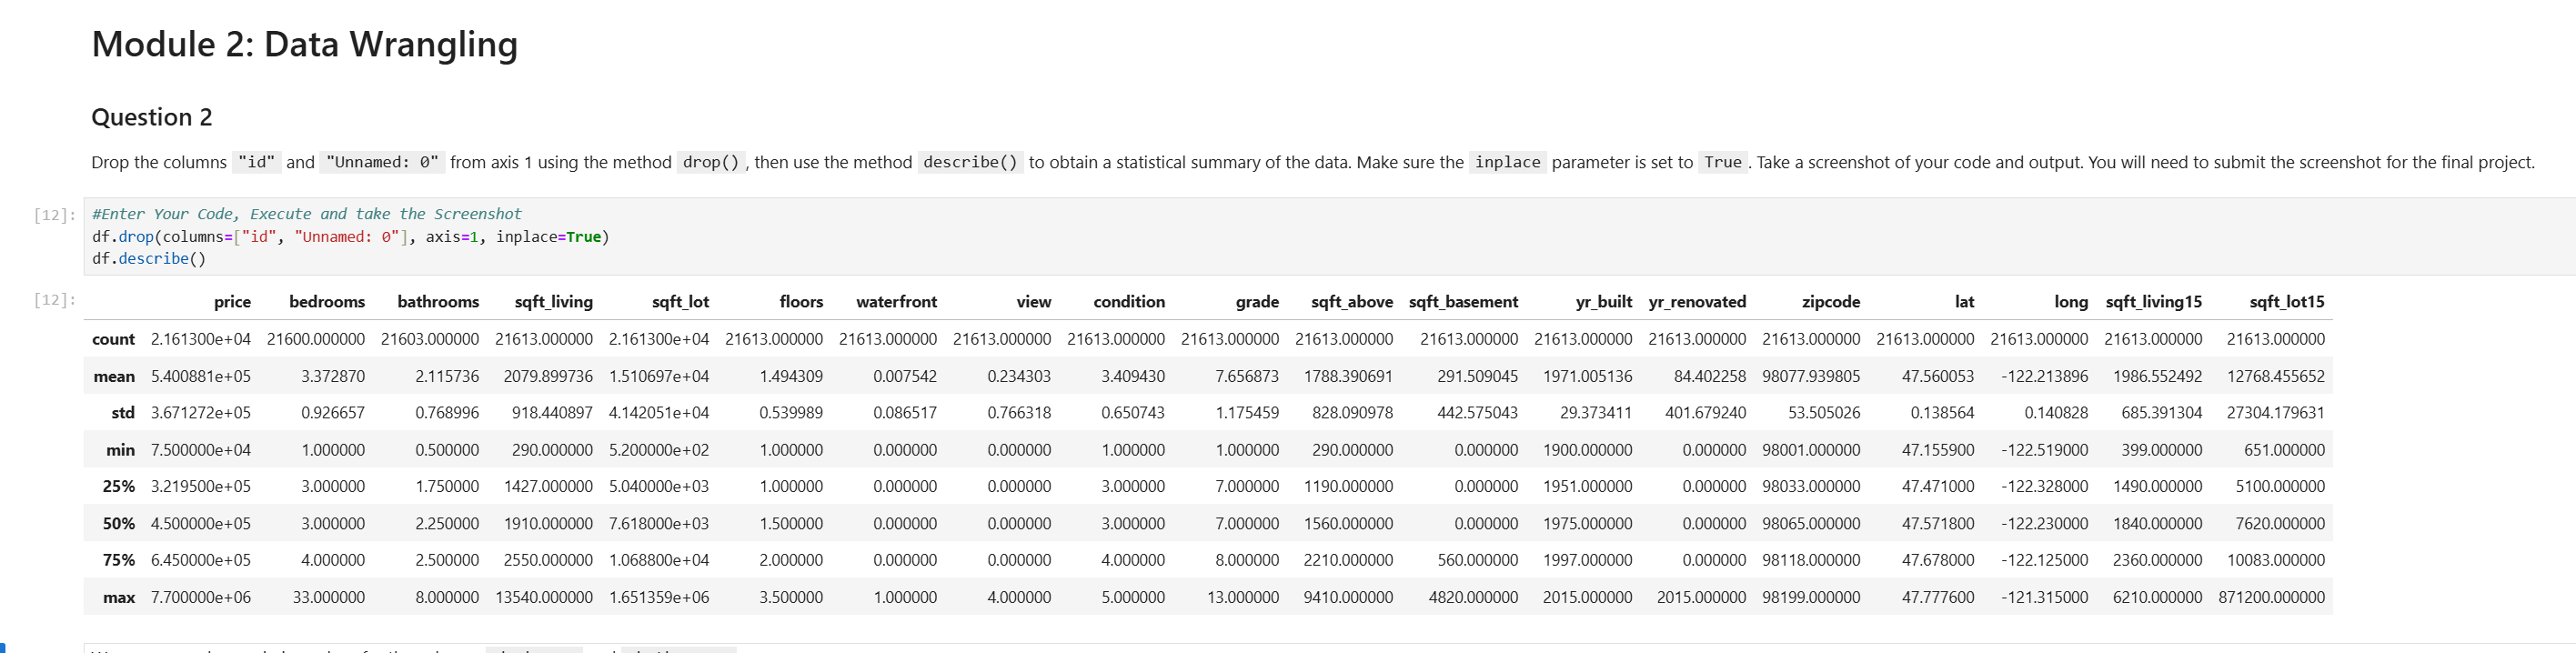 Module 2: Data Wrangling
Question 2
Drop the columns "id" and "Unnamed: 0" from axis 1 using the method drop(), then use the method describe() to obtain a statistical summary of the data. Make sure the inplace parameter is set to True. Take a screenshot of your code and output. You will need to submit the screenshot for the final project.
[12]: #Enter Your Code, Execute and take the Screenshot
df.drop(columns=["id", "Unnamed: 0"], axis=1, inplace=True)
df.describe()
[12]: price bedrooms bathrooms sqft_living sqft_lot floors waterfront view condition grade sqft_above sqft_basement yr_built yr_renovated zipcode lat long sqft_living15 sqft_lot15
count 2.161300e+04 21600.000000 21603.000000 21613.000000 2.161300e+04 21613.000000 21613.000000 21613.000000 21613.000000 21613.000000 21613.000000 21613.000000 21613.000000 21613.000000 21613.000000 21613.000000 21613.000000 21613.000000 21613.000000
mean 5.400881e+05 3.372870 2.115736 2079.899736 1.510697e+04 1.494309 0.007542 0.234303 3.409430 7.656873 1788.390691 291.509045 1971.005136 84.402258 98077.939805 47.560053 -122.213896 1986.552492 12768.455652
std 3.671272e+05 0.926657 0.768996 918.440897 4.142051e+04 0.539989 0.086517 0.766318 0.650743 1.175459 828.090978 442.575043 29.373411 401.679240 53.505026 0.138564 0.140828 685.391304 27304.179631
min 7.500000e+04 1.000000 0.500000 290.000000 5.200000e+02 1.000000 0.000000 0.000000 1.000000 1.000000 290.000000 0.000000 1900.000000 0.000000 98001.000000 47.155900 -122.519000 399.000000 651.000000
25% 3.219500e+05 3.000000 1.750000 1427.000000 5.040000e+03 1.000000 0.000000 0.000000 3.000000 7.000000 1190.000000 0.000000 1951.000000 0.000000 98033.000000 47.471000 -122.328000 1490.000000 5100.000000
50% 4.500000e+05 3.000000 2.250000 1910.000000 7.618000e+03 1.500000 0.000000 0.000000 3.000000 7.000000 1560.000000 0.000000 1975.000000 0.000000 98065.000000 47.571800 -122.230000 1840.000000 7620.000000
75% 6.450000e+05 4.000000 2.500000 2550.000000 1.068800e+04 2.000000 0.000000 0.000000 4.000000 8.000000 2210.000000 560.000000 1997.000000 0.000000 98118.000000 47.678000 -122.125000 2360.000000 10083.000000
max 7.700000e+06 33.000000 8.000000 13540.000000 1.651359e+06 3.500000 1.000000 4.000000 5.000000 13.000000 9410.000000 4820.000000 2015.000000 2015.000000 98199.000000 47.777600 -121.315000 6210.000000 871200.000000